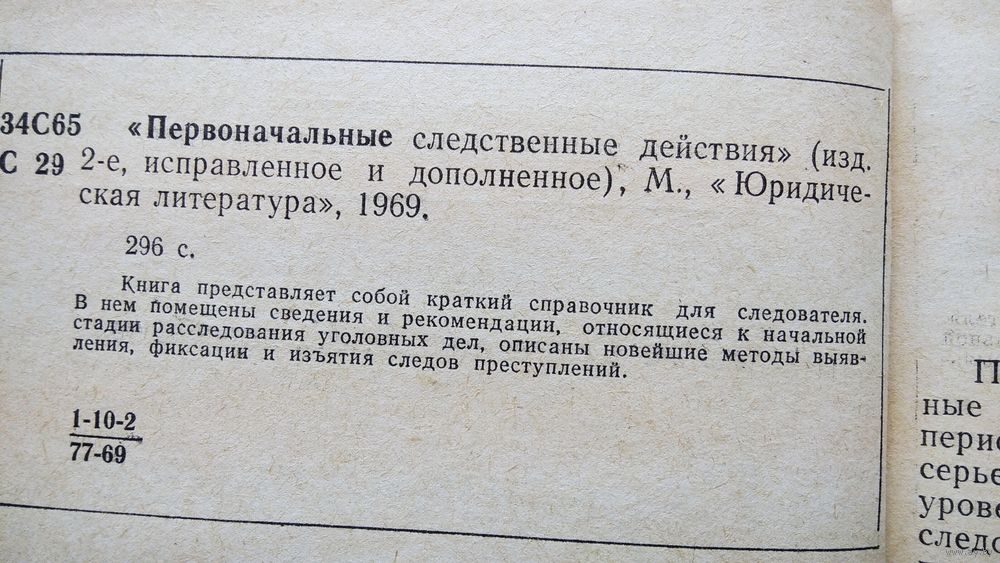 34С65 «Первоначальные следственные действия» (изд.
С 29 2-е, исправленное и дополненное), М., «Юридиче-
ская литература», 1969.
296 с.
Книга представляет собой краткий справочник для следователя.
В нем помещены сведения и рекомендации, относящиеся к начальной
стадии расследования уголовных дел, описаны новейшие методы выяв-
ления, фиксации и изъятия следов преступлений.
1-10-2
77-69
П
ные
перио
серье
урове
следо